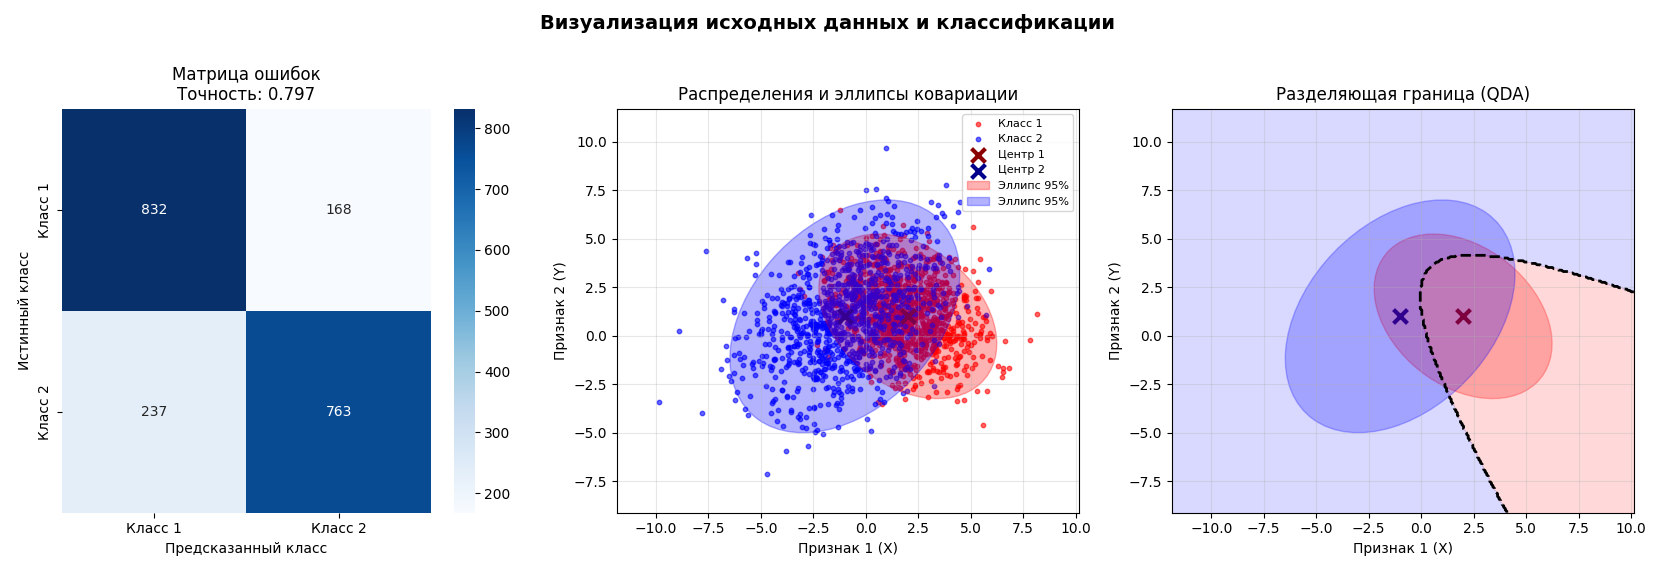 Визуализация исходных данных и классификации
Матрица ошибок
Точность: 0.797
Истинный класс
Класс 1
Класс 2
832
168
237
763
Класс 1
Класс 2
Предсказанный класс
800
700
600
500
400
300
200
Распределения и эллипсы ковариации
Класс 1
Класс 2
Центр 1
Центр 2
Эллипс 95%
Эллипс 95%
Признак 2 (Y)
10.0
7.5
5.0
2.5
0.0
−2.5
−5.0
−7.5
−10.0
−7.5
−5.0
−2.5
0.0
2.5
5.0
7.5
10.0
Признак 1 (X)
Разделяющая граница (QDA)
Признак 2 (Y)
10.0
7.5
5.0
2.5
0.0
−2.5
−5.0
−7.5
−10.0
−7.5
−5.0
−2.5
0.0
2.5
5.0
7.5
10.0
Признак 1 (X)